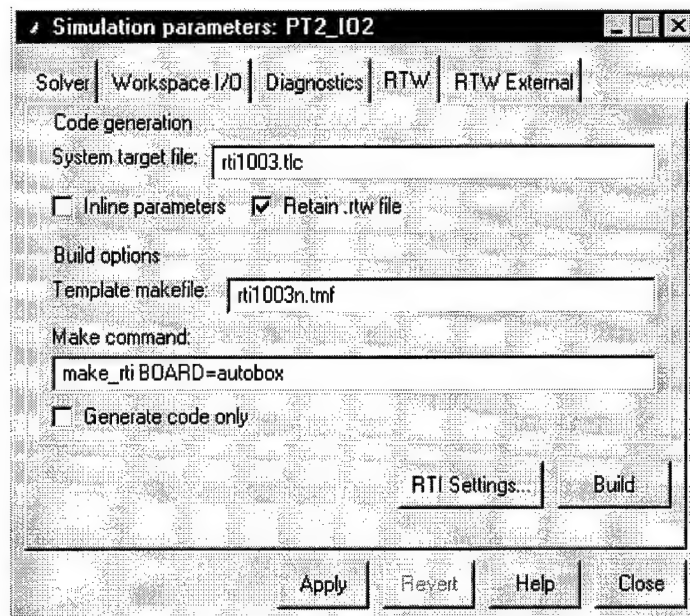 Simulation parameters: PT2_IO2
Solver Workspace I/O Diagnostics RTW RTW External
Code generation
System target file: rti1003.tlc
Inline parameters Retain .rtw file
Build options
Template makefile: rti1003n.tmf
Make command:
make_rti BOARD=autobox
Generate code only
RTI Settings... Build
Apply Revert Help Close